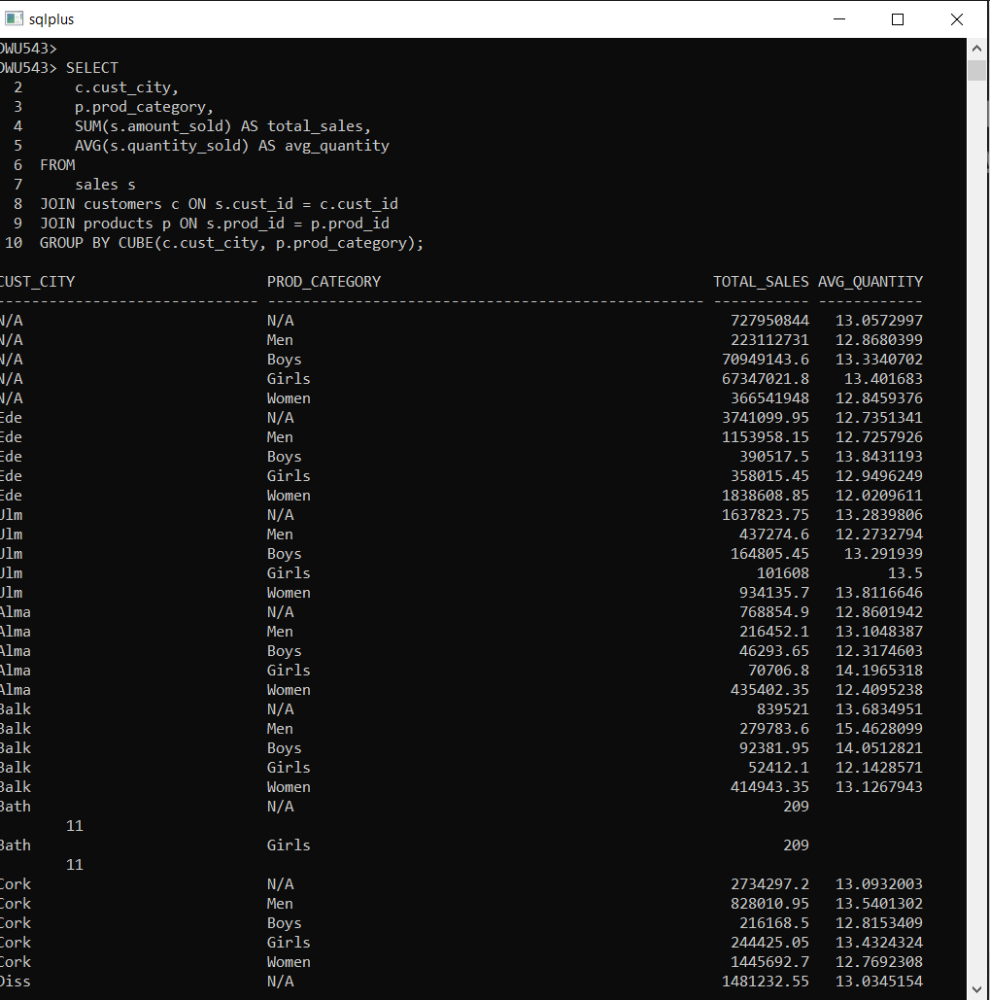 sqlplus
DWU543>
DWU543> SELECT
  2      c.cust_city,
  3      p.prod_category,
  4      SUM(s.amount_sold) AS total_sales,
  5      AVG(s.quantity_sold) AS avg_quantity
  6  FROM
  7      sales s
  8  JOIN customers c ON s.cust_id = c.cust_id
  9  JOIN products p ON s.prod_id = p.prod_id
 10  GROUP BY CUBE(c.cust_city, p.prod_category);
CUST_CITY PROD_CATEGORY TOTAL_SALES AVG_QUANTITY
------------------------------ -------------------------------------------------- ----------- ------------
N/A N/A 727950844 13.0572997
N/A Men 223112731 12.8680399
N/A Boys 70949143.6 13.3340702
N/A Girls 67347021.8 13.401683
N/A Women 366541948 12.8459376
Ede N/A 3741099.95 12.7351341
Ede Men 1153958.15 12.7257926
Ede Boys 390517.5 13.8431193
Ede Girls 358015.45 12.9496249
Ede Women 1838608.85 12.0209611
Ulm N/A 1637823.75 13.2839806
Ulm Men 437274.6 12.2732794
Ulm Boys 164805.45 13.291939
Ulm Girls 101608 13.5
Ulm Women 934135.7 13.8116646
Alma N/A 768854.9 12.8601942
Alma Men 216452.1 13.1048387
Alma Boys 46293.65 12.3174603
Alma Girls 70706.8 14.1965318
Alma Women 435402.35 12.4095238
Balk N/A 839521 13.6834951
Balk Men 279783.6 15.4628099
Balk Boys 92381.95 14.0512821
Balk Girls 52412.1 12.1428571
Balk Women 414943.35 13.1267943
Bath N/A 209
11
Bath Girls 209
11
Cork N/A 2734297.2 13.0932003
Cork Men 828010.95 13.5401302
Cork Boys 216168.5 12.8153409
Cork Girls 244425.05 13.4324324
Cork Women 1445692.7 12.7692308
Diss N/A 1481232.55 13.0345154